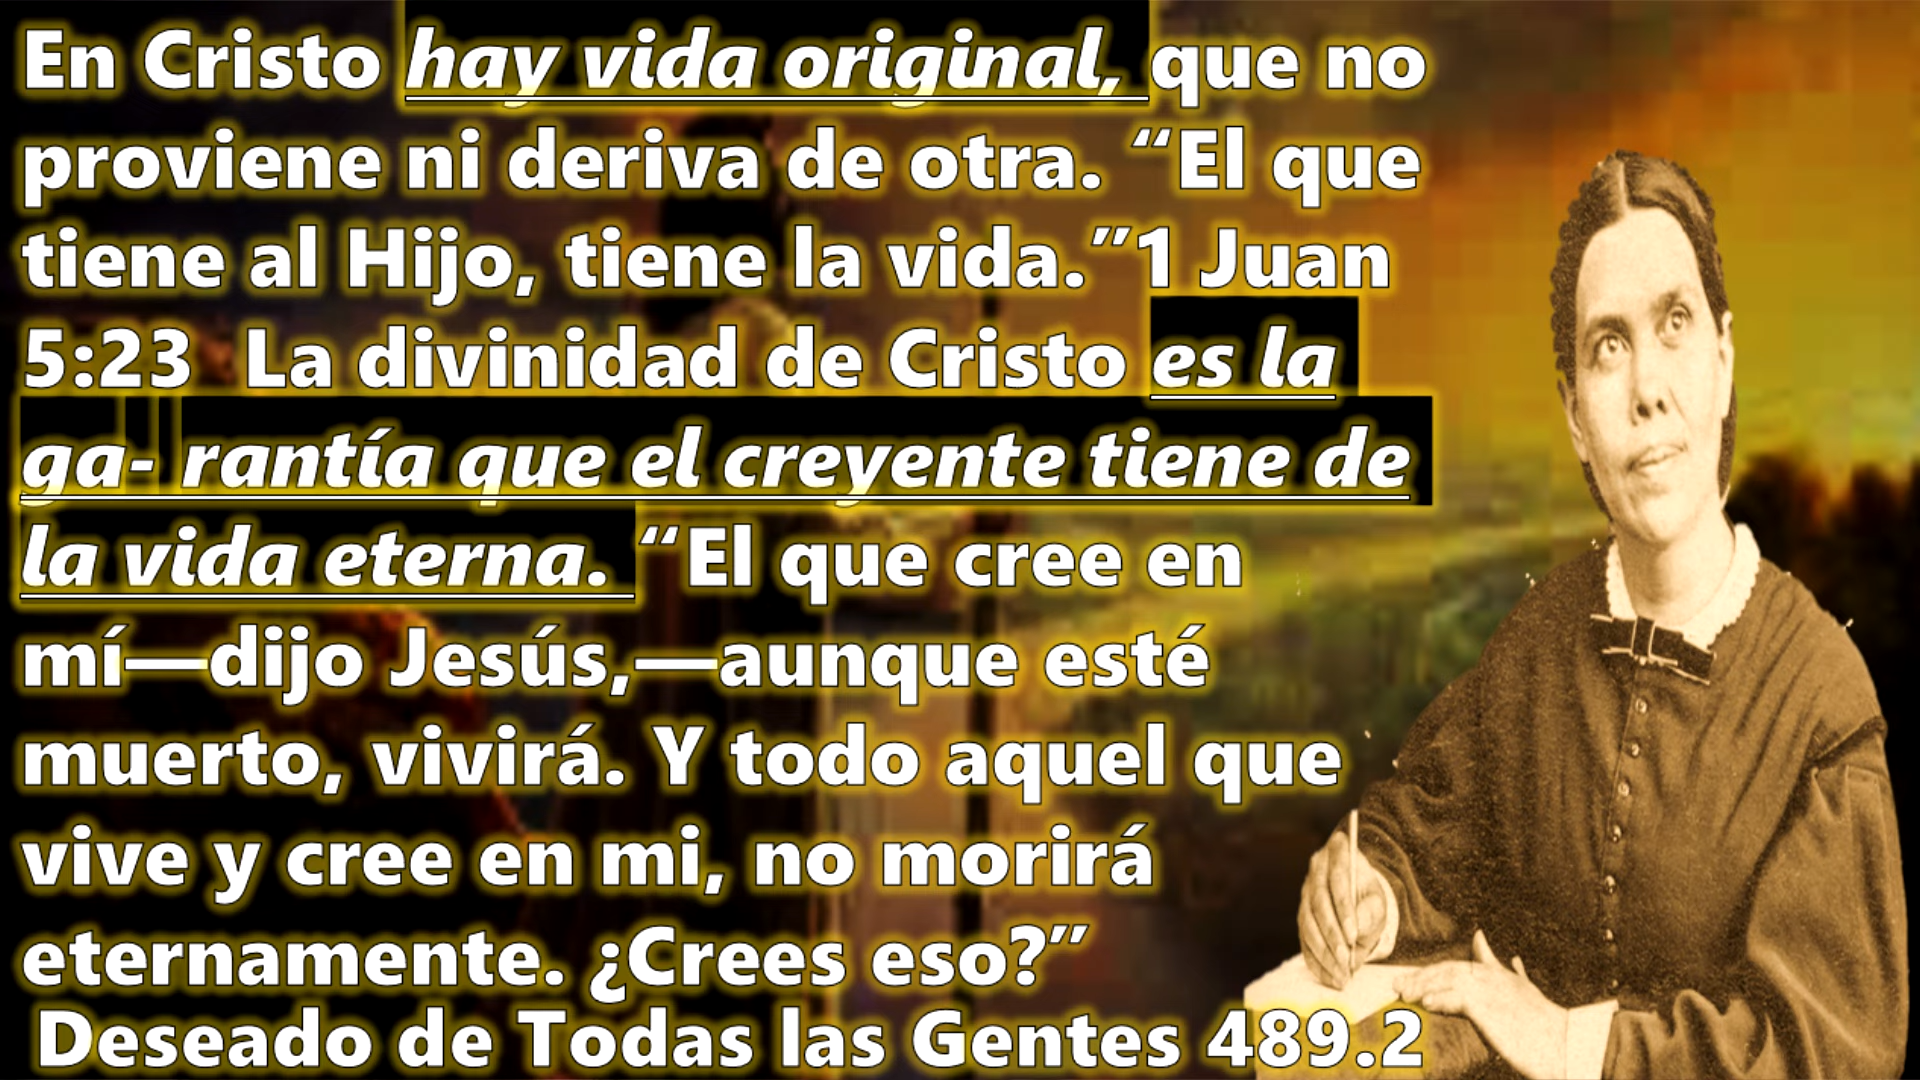 En Cristo hay vida original, que no
proviene ni deriva de otra. “El que
tiene al Hijo, tiene la vida.”1 Juan
5:23  La divinidad de Cristo es la
ga- rantía que el creyente tiene de
la vida eterna. “El que cree en
mí—dijo Jesús,—aunque esté
muerto, vivirá. Y todo aquel que
vive y cree en mi, no morirá
eternamente. ¿Crees eso?”
Deseado de Todas las Gentes 489.2